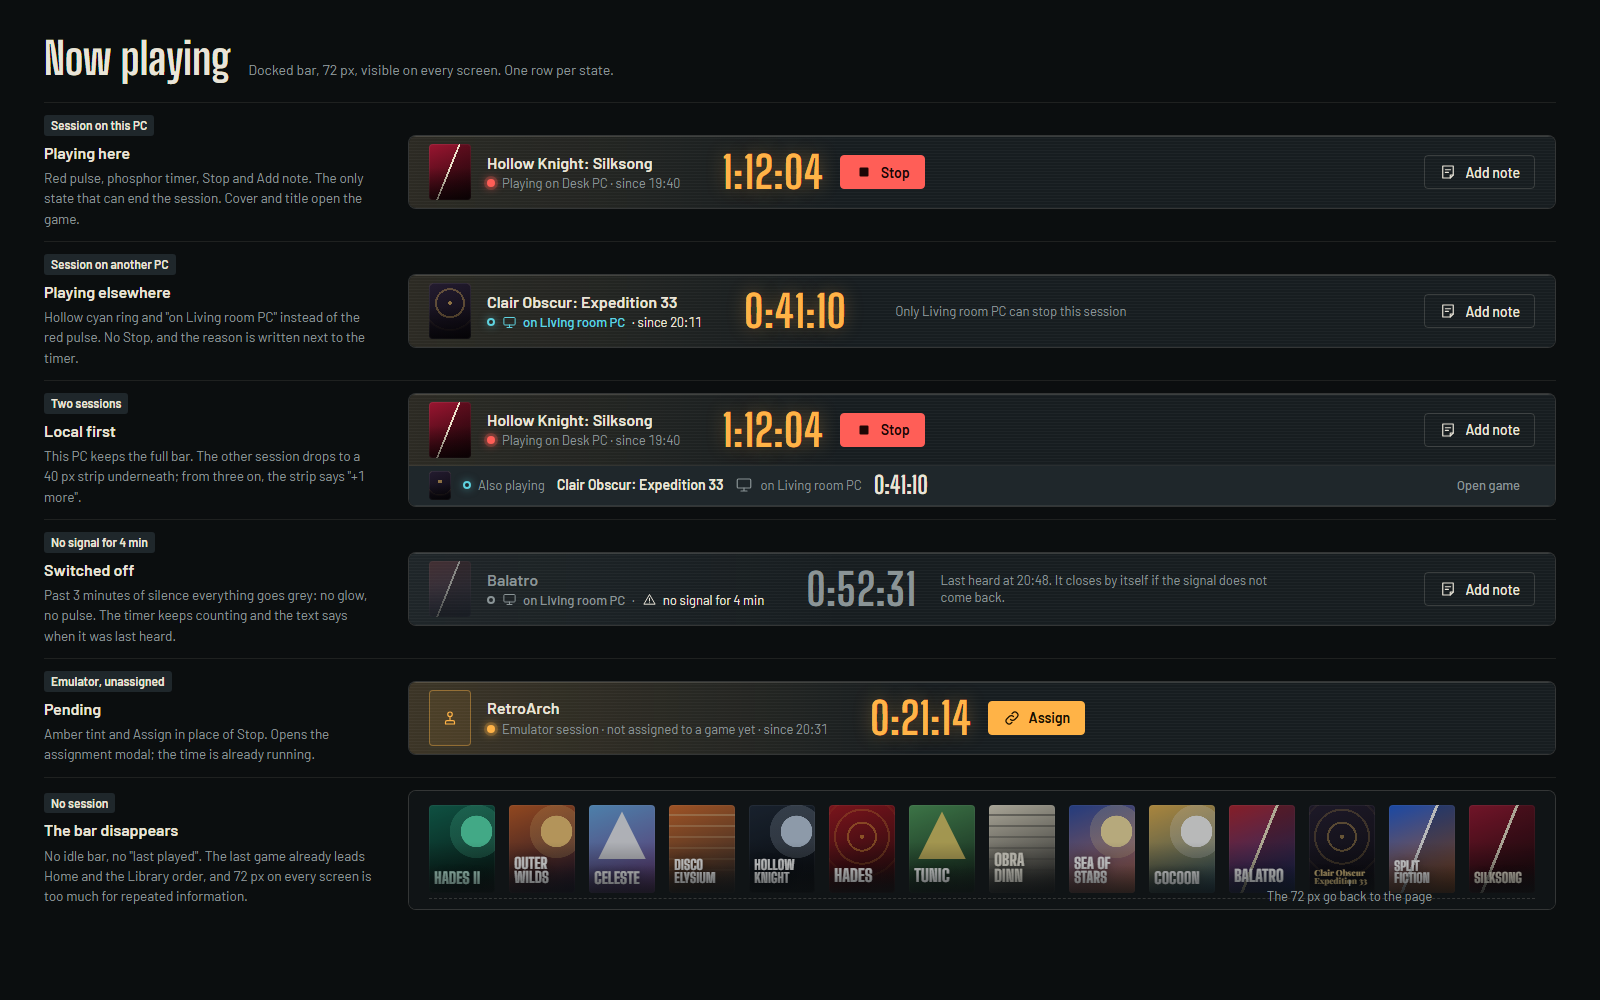 Now playing
Docked bar, 72 px, visible on every screen. One row per state.
Session on this PC
Playing here
Red pulse, phosphor timer, Stop and Add note. The only
state that can end the session. Cover and title open the
game.
Hollow Knight: Silksong
Playing on Desk PC · since 19:40
1:12:04
Stop
Add note
Session on another PC
Playing elsewhere
Hollow cyan ring and "on Living room PC" instead of the
red pulse. No Stop, and the reason is written next to the
timer.
Clair Obscur: Expedition 33
on Living room PC · since 20:11
0:41:10
Only Living room PC can stop this session
Add note
Two sessions
Local first
This PC keeps the full bar. The other session drops to a
40 px strip underneath; from three on, the strip says "+1
more".
Hollow Knight: Silksong
Playing on Desk PC · since 19:40
1:12:04
Stop
Add note
Also playing Clair Obscur: Expedition 33 on Living room PC 0:41:10
Open game
No signal for 4 min
Switched off
Past 3 minutes of silence everything goes grey: no glow,
no pulse. The timer keeps counting and the text says
when it was last heard.
Balatro
on Living room PC · no signal for 4 min
0:52:31
Last heard at 20:48. It closes by itself if the signal does not
come back.
Add note
Emulator, unassigned
Pending
Amber tint and Assign in place of Stop. Opens the
assignment modal; the time is already running.
RetroArch
Emulator session · not assigned to a game yet · since 20:31
0:21:14
Assign
No session
The bar disappears
No idle bar, no "last played". The last game already leads
Home and the Library order, and 72 px on every screen is
too much for repeated information.
HADES II
OUTER
WILDS
CELESTE
DISCO
ELYSIUM
HOLLOW
KNIGHT
HADES
TUNIC
OBRA
DINN
SEA OF
STARS
COCOON
BALATRO
Clair Obscur
Expedition 33
SPLIT
FICTION
SILKSONG
The 72 px go back to the page